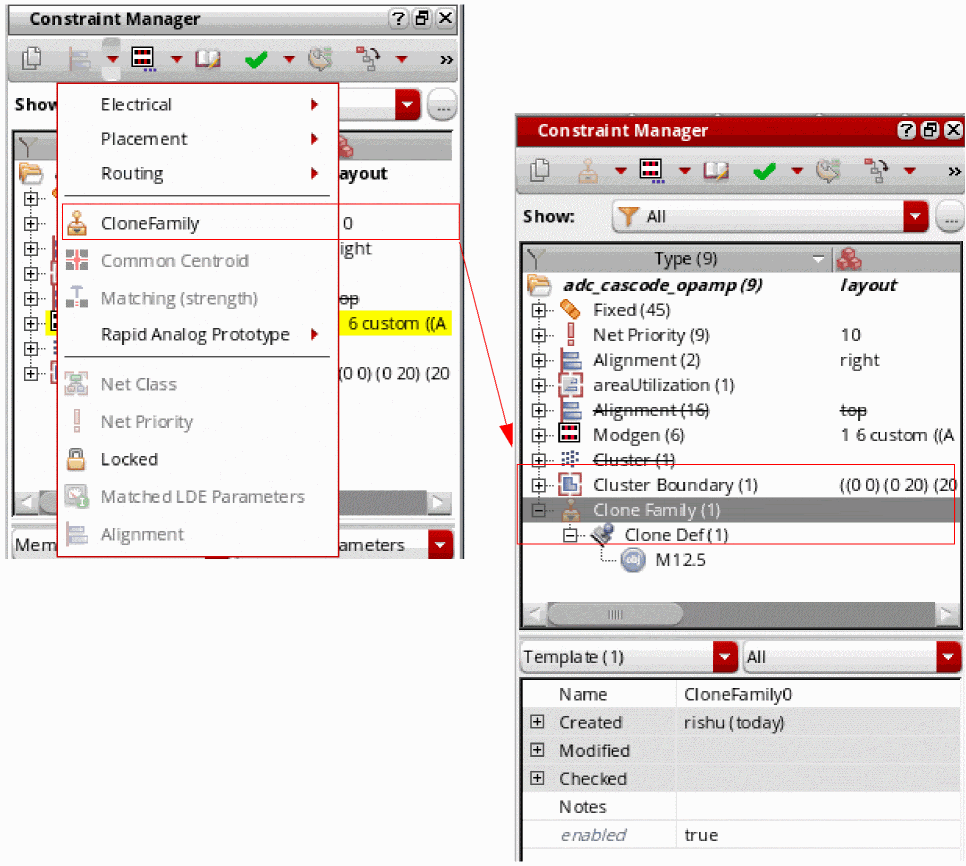 Constraint Manager
Show
Electrical
Placement
Routing
layout
CloneFamily
0
Common Centroid
ight
Matching (strength)
op
Rapid Analog Prototype
6 custom ((A
(0 0) (0 20) (20
Net Class
Net Priority
Locked
Matched LDE Parameters
Alignment
Mem
ameters
Constraint Manager
Show:
All
Type (9)
adc_cascode_opamp (9)
layout
Fixed (45)
Net Priority (9)
10
Alignment (2)
right
areaUtilization (1)
Alignment (16)
top
Modgen (6)
1 6 custom ((A
Cluster (1)
Cluster Boundary (1)
((0 0) (0 20) (20
Clone Family (1)
Clone Def (1)
obj
M12.5
Template (1)
All
Name
CloneFamily0
Created
rishu (today)
Modified
Checked
Notes
enabled
true